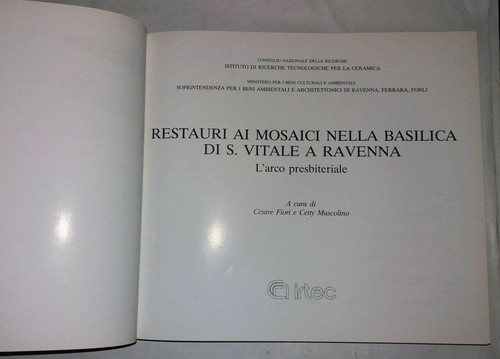 CONSIGLIO NAZIONALE DELLE RICERCHE
ISTITUTO DI RICERCHE TECNOLOGICHE PER LA CERAMICA
MINISTERO PER I BENI CULTURALI E AMBIENTALI
SOPRINTENDENZA PER I BENI AMBIENTALI E ARCHITETTONICI DI RAVENNA, FERRARA, FORLÌ
RESTAURI AI MOSAICI NELLA BASILICA
DI S. VITALE A RAVENNA
L'arco presbiteriale
A cura di
Cesare Fiori e Cetty Muscolino
irtec